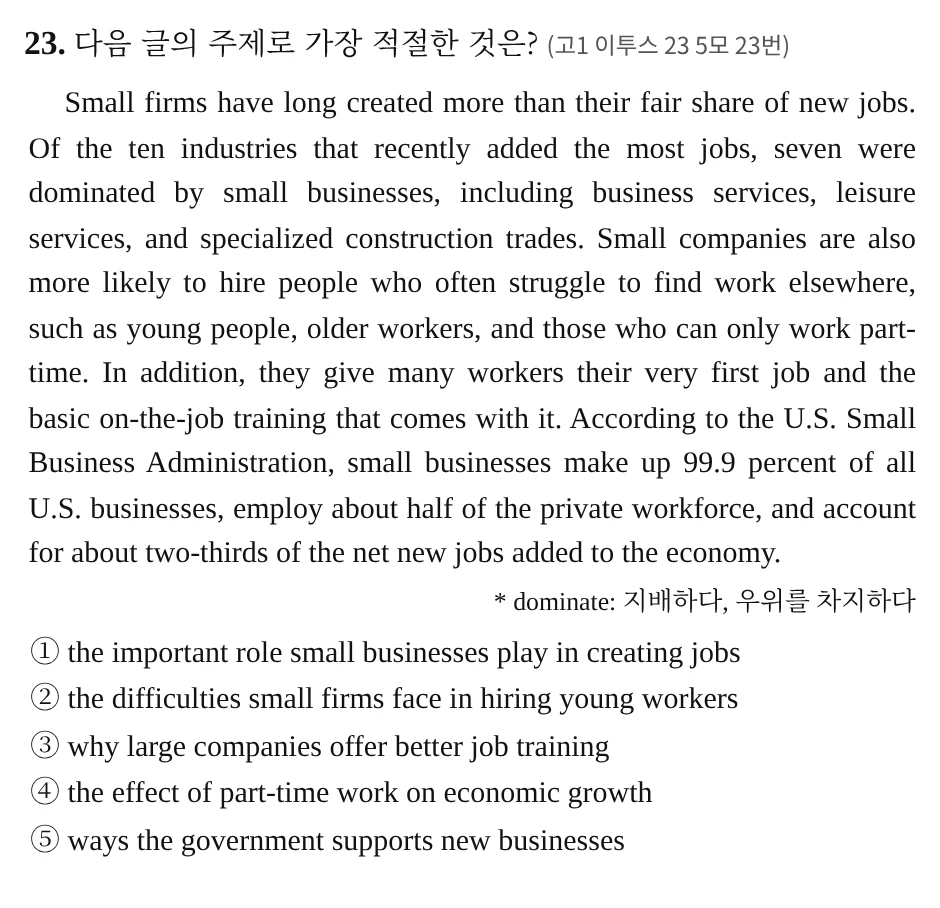 23. 다음 글의 주제로 가장 적절한 것은? (고1 이투스 23 5모 23번)
Small firms have long created more than their fair share of new jobs.
Of the ten industries that recently added the most jobs, seven were
dominated by small businesses, including business services, leisure
services, and specialized construction trades. Small companies are also
more likely to hire people who often struggle to find work elsewhere,
such as young people, older workers, and those who can only work part-
time. In addition, they give many workers their very first job and the
basic on-the-job training that comes with it. According to the U.S. Small
Business Administration, small businesses make up 99.9 percent of all
U.S. businesses, employ about half of the private workforce, and account
for about two-thirds of the net new jobs added to the economy.
* dominate: 지배하다, 우위를 차지하다
① the important role small businesses play in creating jobs
② the difficulties small firms face in hiring young workers
③ why large companies offer better job training
④ the effect of part-time work on economic growth
⑤ ways the government supports new businesses